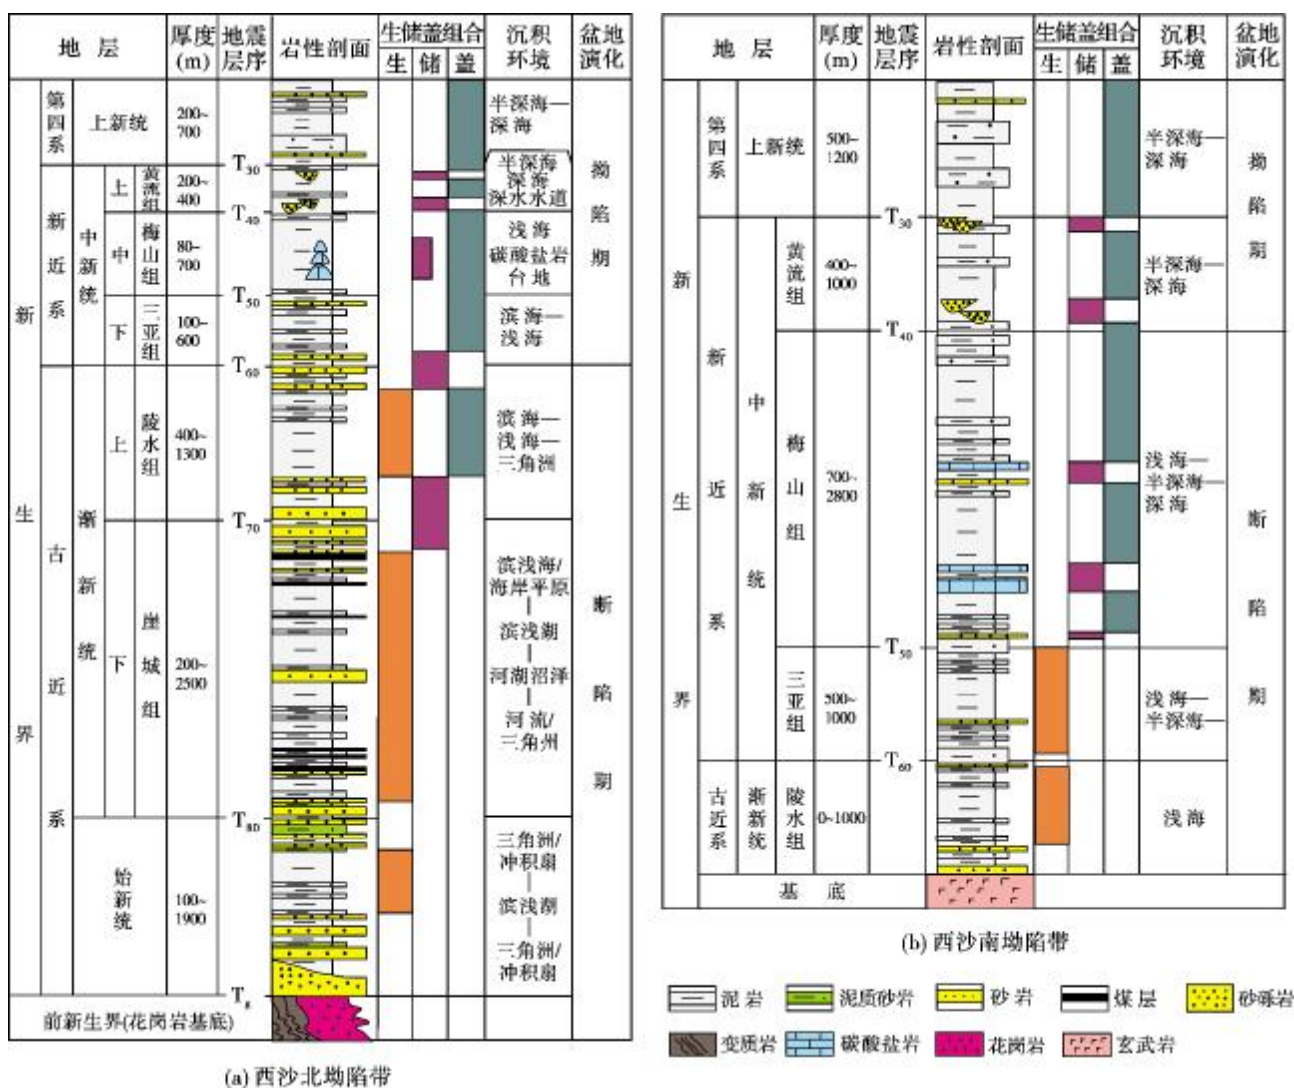 地 层
厚度
(m)
地震
层序
岩性剖面
生储盖组合
生 储 盖
沉积
环境
盆地
演化
第四系
上新统
200~
700
半深海—
深海
T30
新生界
新近系
中新统
上
黄流组
200~
400
半深海
深海
深水水道
T40
中
梅山组
80~
700
浅海
碳酸盐岩
台地
T50
下
三亚组
100~
600
滨海—
浅海
拗陷期
T60
古近系
渐新统
上
陵水组
400~
1300
滨海—
浅海—
三角洲
T70
下
崖城组
200~
2500
滨浅海/
海岸平原
滨浅湖
河湖沼泽
河流/
三角州
T80
始新统
100~
1900
三角洲/
冲积扇
滨浅湖
三角洲/
冲积扇
断陷期
Tg
前新生界(花岗岩基底)
(a) 西沙北坳陷带
地 层
厚度
(m)
地震
层序
岩性剖面
生储盖组合
生 储 盖
沉积
环境
盆地
演化
第四系
上新统
500~
1200
半深海—
深海
T30
新生界
新近系
中新统
黄流组
400~
1000
半深海—
深海
拗陷期
T40
梅山组
700~
2800
浅海—
半深海—
深海
T50
三亚组
500~
1000
浅海—
半深海—
T60
古近系
渐新统
陵水组
0~1000
浅海
断陷期
基 底
(b) 西沙南坳陷带
泥岩
泥质砂岩
砂岩
煤层
砂砾岩
变质岩
碳酸盐岩
花岗岩
玄武岩